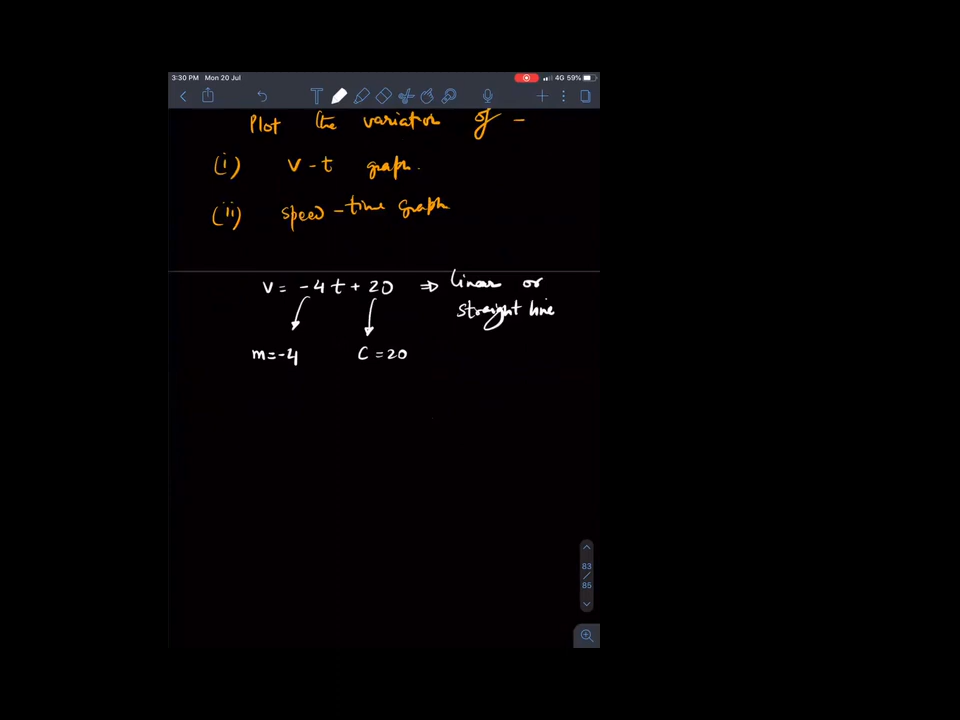 3:30 PM Mon 20 Jul
4G 59%
T
Plot the variation of -
(i) v - t graph.
(ii) speed - time graph
v = -4t + 20 ⇒ linear or
straight line
m = -4 C = 20
83
/
85